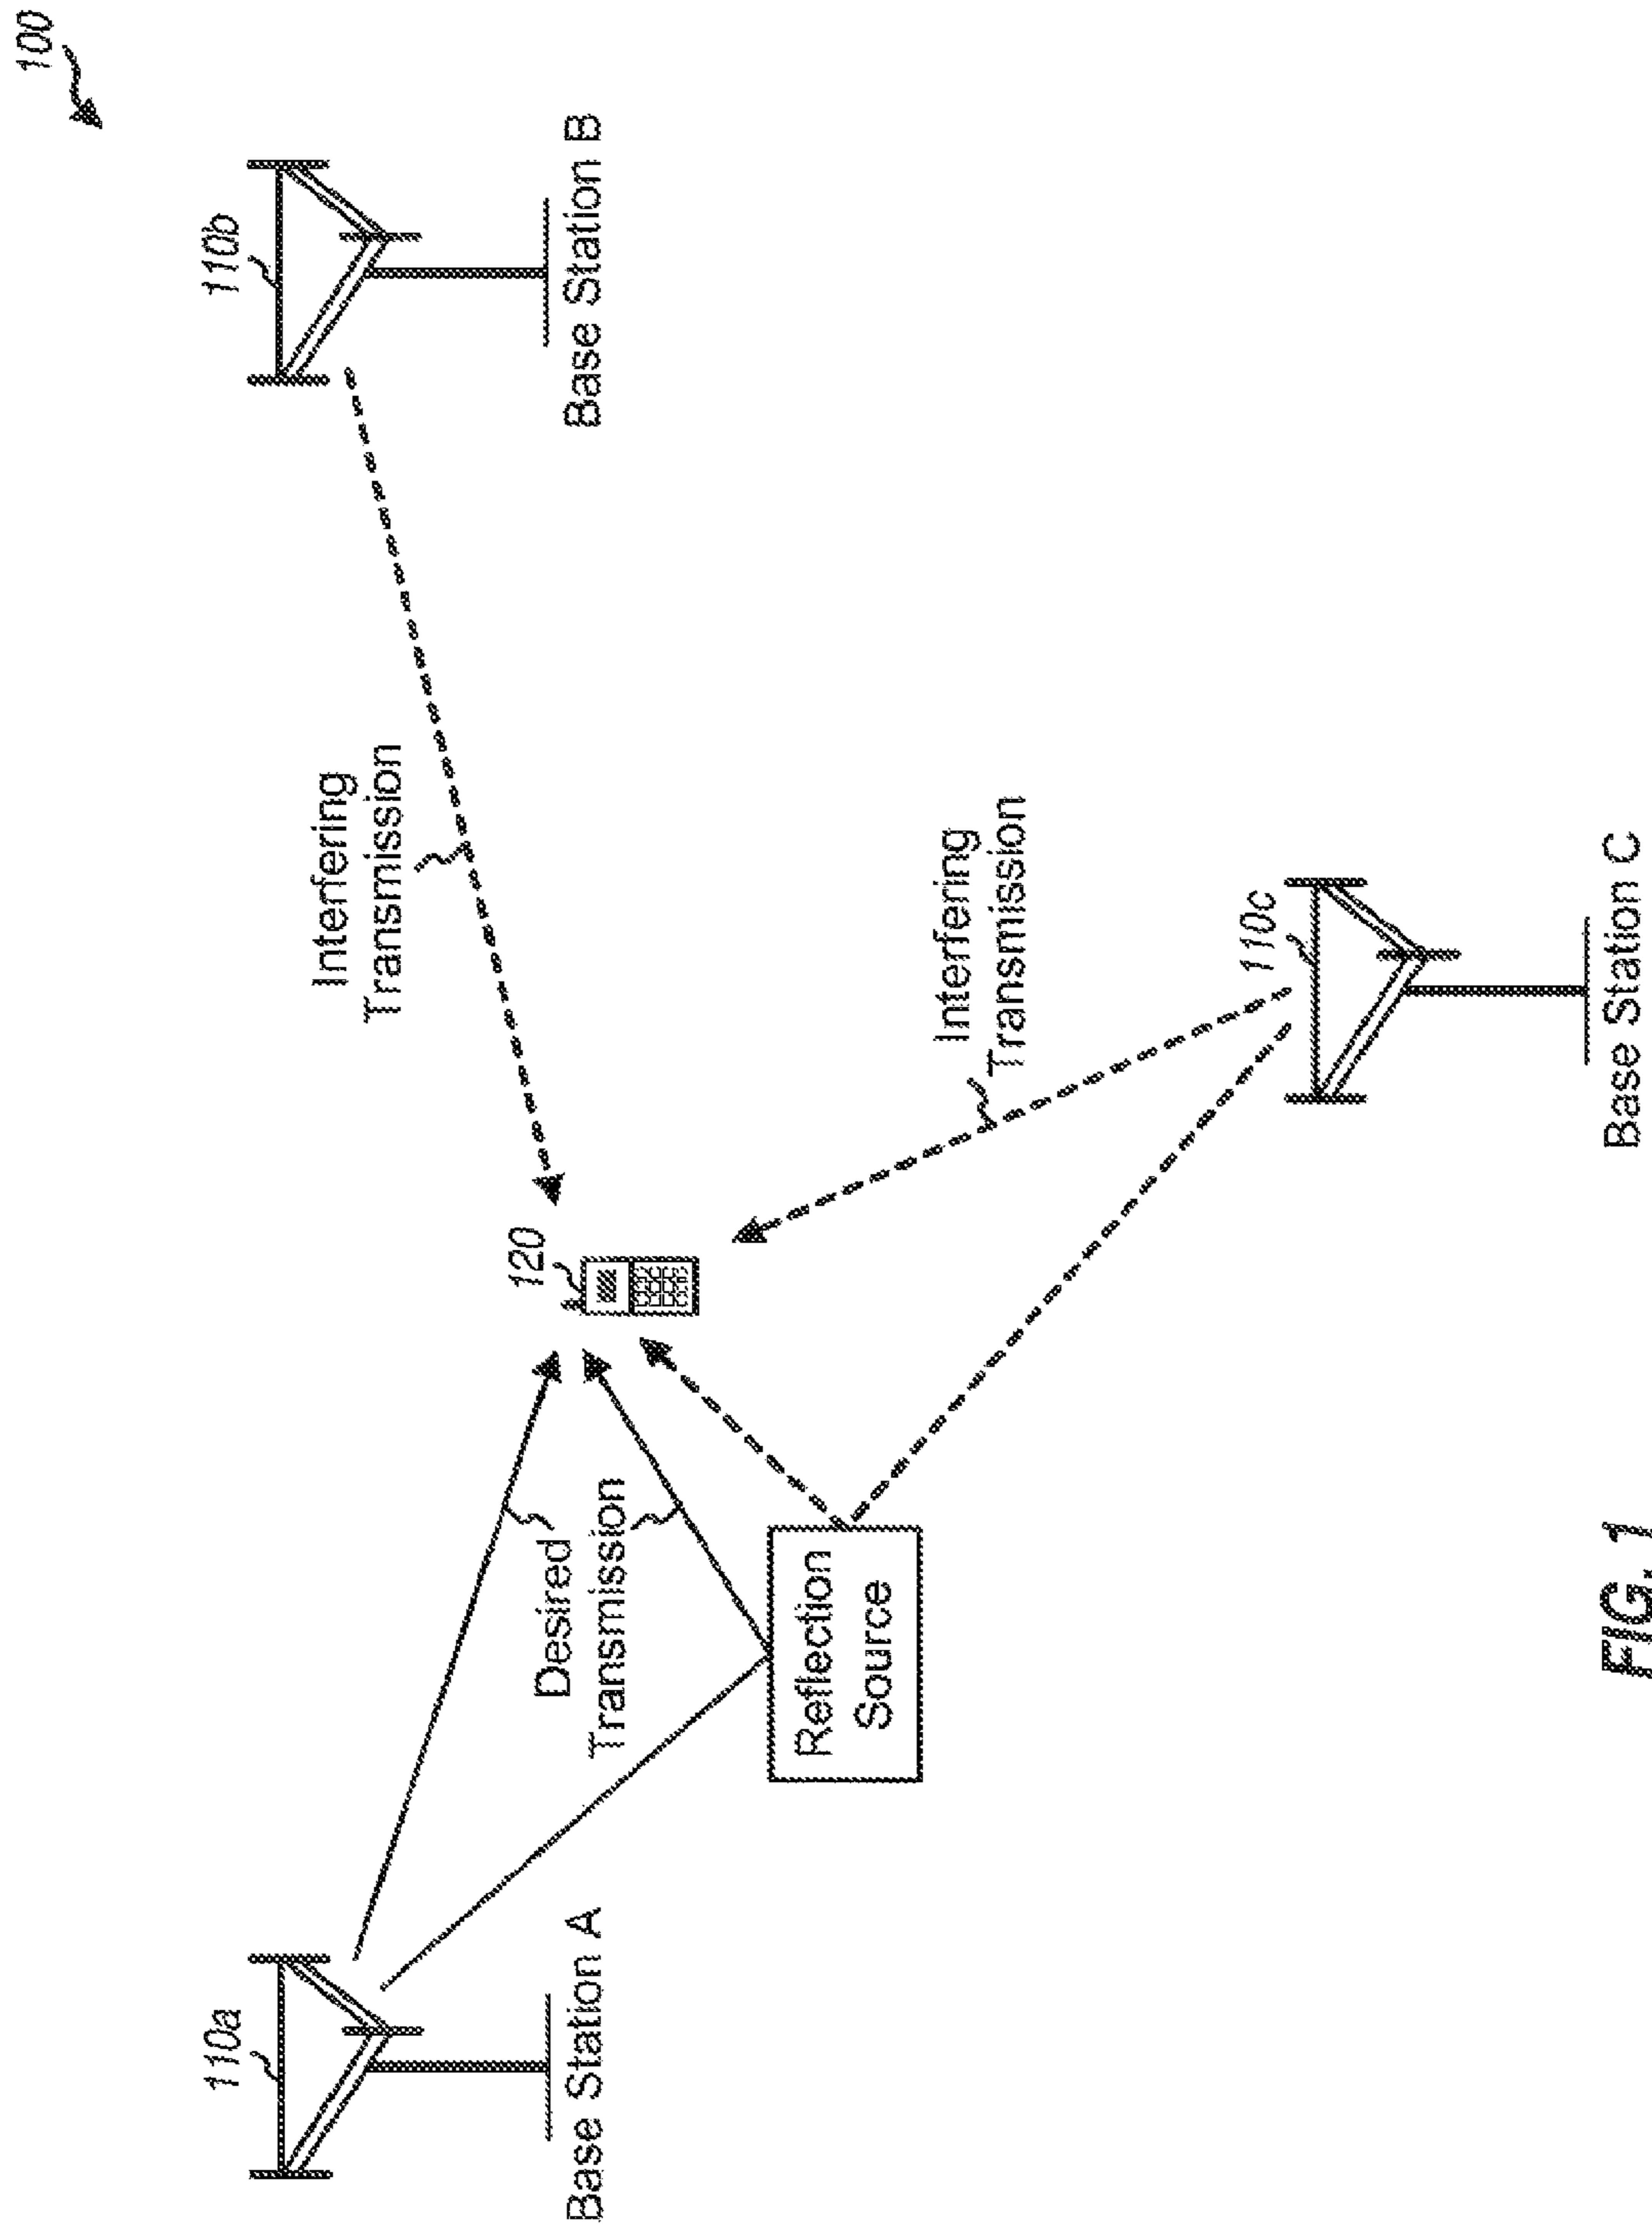 100
110a
110b
Interfering
Transmission
120
Desired
Transmission
Base Station A
Base Station B
Reflection
Source
Interfering
Transmission
110c
Base Station C
FIG. 1